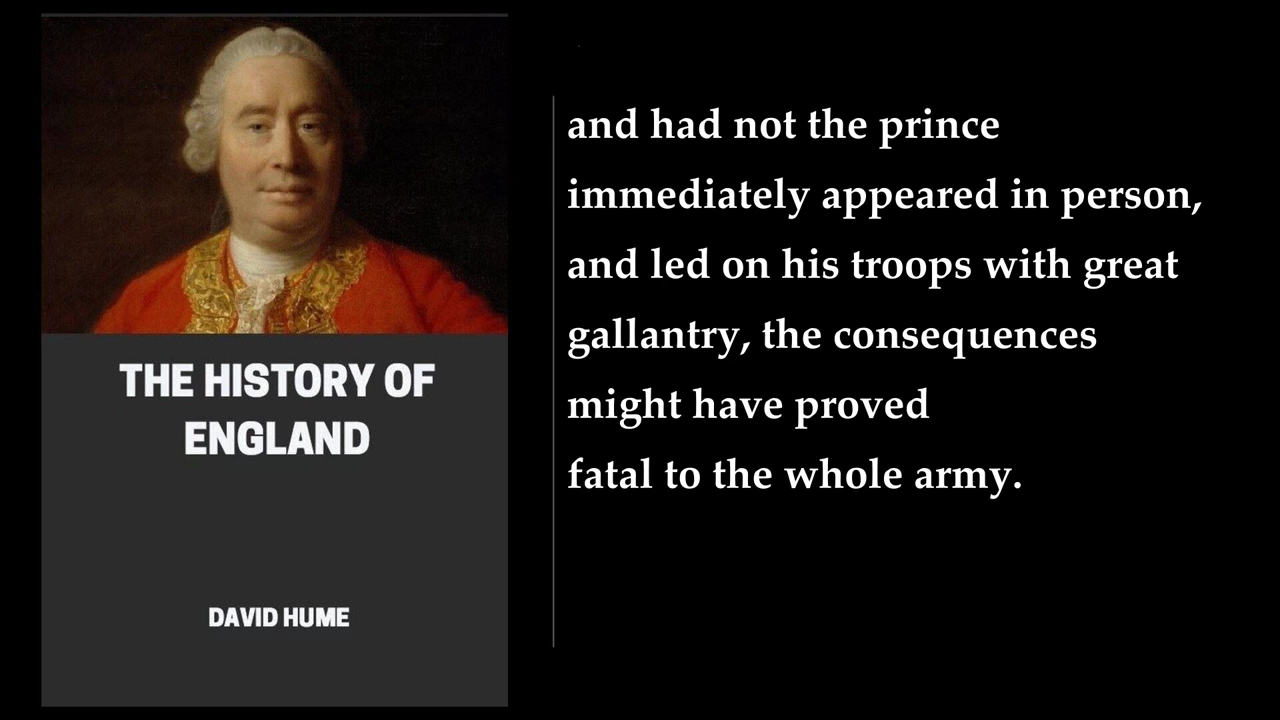 THE HISTORY OF
ENGLAND
DAVID HUME
and had not the prince
immediately appeared in person,
and led on his troops with great
gallantry, the consequences
might have proved
fatal to the whole army.